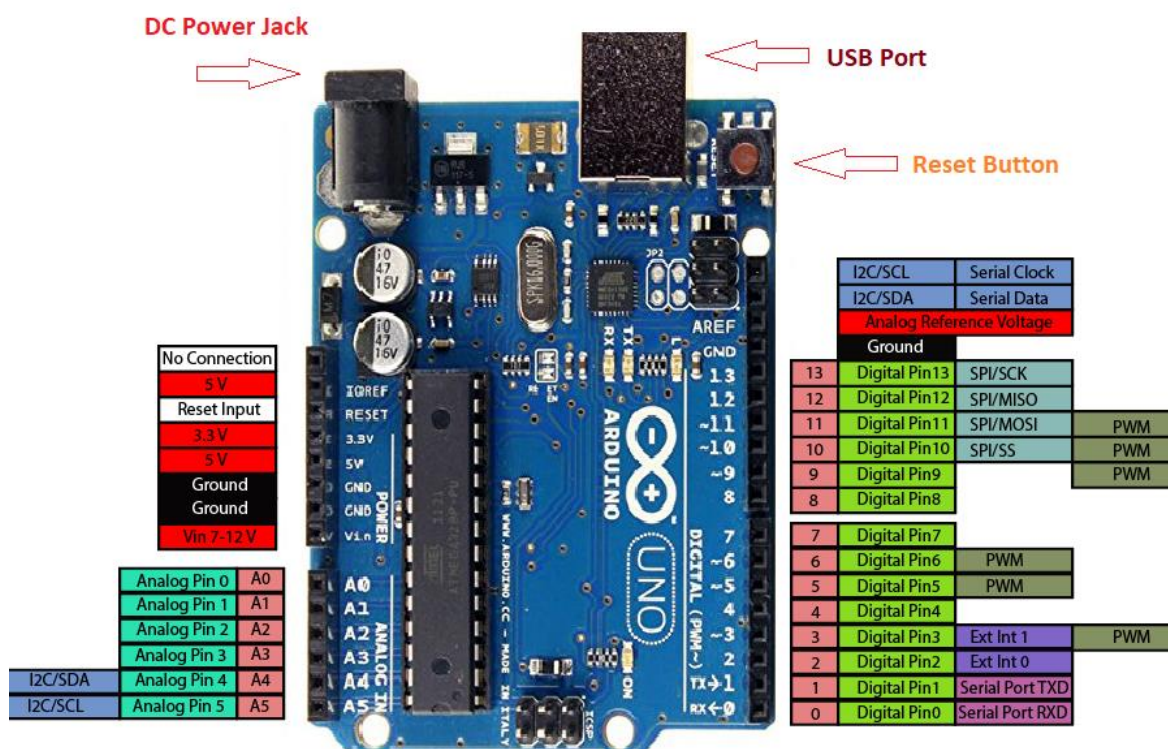 DC Power Jack
USB Port
Reset Button
I2C/SCL Serial Clock
I2C/SDA Serial Data
Analog Reference Voltage
Ground
13 Digital Pin13 SPI/SCK
12 Digital Pin12 SPI/MISO
11 Digital Pin11 SPI/MOSI PWM
10 Digital Pin10 SPI/SS PWM
9 Digital Pin9 PWM
8 Digital Pin8
7 Digital Pin7
6 Digital Pin6 PWM
5 Digital Pin5 PWM
4 Digital Pin4
3 Digital Pin3 Ext Int 1 PWM
2 Digital Pin2 Ext Int 0
1 Digital Pin1 Serial Port TXD
0 Digital Pin0 Serial Port RXD
No Connection
5 V
Reset Input
3.3 V
5 V
Ground
Ground
Vin 7-12 V
Analog Pin 0 A0
Analog Pin 1 A1
Analog Pin 2 A2
Analog Pin 3 A3
I2C/SDA Analog Pin 4 A4
I2C/SCL Analog Pin 5 A5
47
16V
47
16V
SPK16.000G
JP2
RX
TX
L
IOREF
RESET
3.3V
5V
GND
GND
Vin
POWER
A0
A1
A2
A3
A4
A5
ANALOG IN
ATMEL
WWW.ARDUINO.CC - MADE IN ITALY
ARDUINO
UNO
TM
ON
ICSP
AREF
GND
13
12
~11
~10
~9
8
7
~6
~5
4
~3
2
TX→1
RX←0
DIGITAL (PWM~)